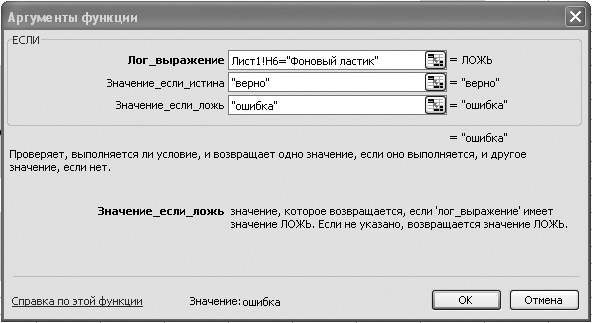 Аргументы функции
ЕСЛИ
Лог_выражение Лист1!H6="Фоновый ластик" = ЛОЖЬ
Значение_если_истина "верно" = "верно"
Значение_если_ложь "ошибка" = "ошибка"
= "ошибка"
Проверяет, выполняется ли условие, и возвращает одно значение, если оно выполняется, и другое
значение, если нет.
Значение_если_ложь значение, которое возвращается, если 'лог_выражение' имеет
значение ЛОЖЬ. Если не указано, возвращается значение ЛОЖЬ.
Справка по этой функции Значение:ошибка OK Отмена